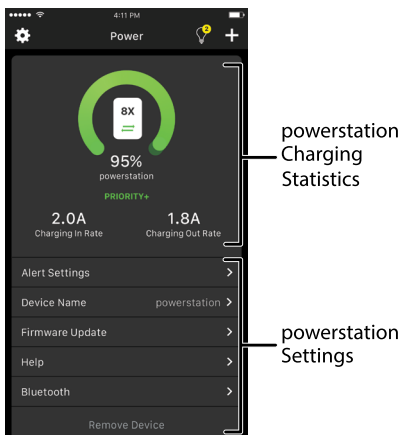 4:11 PM
Power
2
8X
95%
powerstation
PRIORITY+
2.0A
1.8A
Charging In Rate
Charging Out Rate
powerstation
Charging
Statistics
Alert Settings
Device Name
powerstation
Firmware Update
Help
Bluetooth
Remove Device
powerstation
Settings